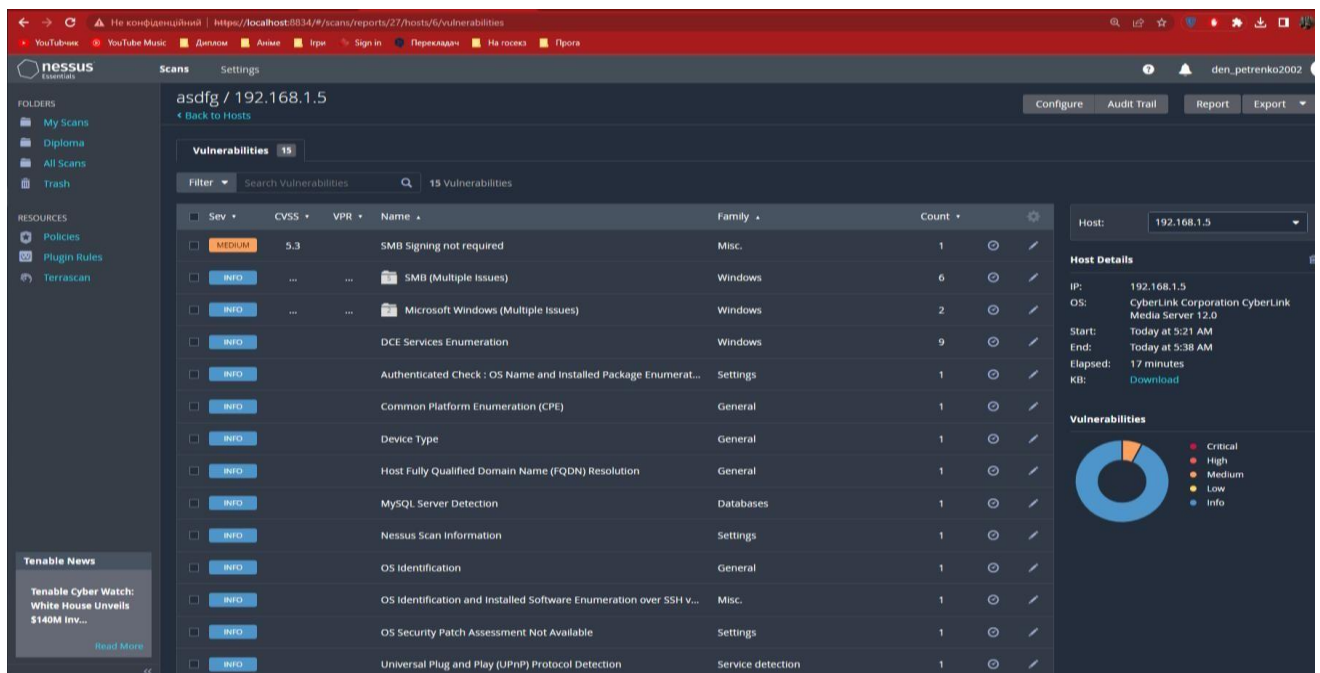 Не конфіденційний | https://localhost:8834/#/scans/reports/27/hosts/6/vulnerabilities
YouTubчик YouTube Music Диплом Аніме Ігри Sign in Перекладач На госекз Прога
nessus Essentials Scans Settings den_petrenko2002
FOLDERS
My Scans
Diploma
All Scans
Trash
RESOURCES
Policies
Plugin Rules
Terrascan
Tenable News
Tenable Cyber Watch:
White House Unveils
$140M Inv...
Read More
asdfg / 192.168.1.5
< Back to Hosts
Configure Audit Trail Report Export
Vulnerabilities 15
Filter Search Vulnerabilities 15 Vulnerabilities
Sev CVSS VPR Name Family Count
MEDIUM 5.3 SMB Signing not required Misc. 1
INFO ... ... SMB (Multiple Issues) Windows 6
INFO ... ... 2 Microsoft Windows (Multiple Issues) Windows 2
INFO DCE Services Enumeration Windows 9
INFO Authenticated Check : OS Name and Installed Package Enumerat... Settings 1
INFO Common Platform Enumeration (CPE) General 1
INFO Device Type General 1
INFO Host Fully Qualified Domain Name (FQDN) Resolution General 1
INFO MySQL Server Detection Databases 1
INFO Nessus Scan Information Settings 1
INFO OS Identification General 1
INFO OS Identification and Installed Software Enumeration over SSH v... Misc. 1
INFO OS Security Patch Assessment Not Available Settings 1
INFO Universal Plug and Play (UPnP) Protocol Detection Service detection 1
Host: 192.168.1.5
Host Details
IP: 192.168.1.5
OS: CyberLink Corporation CyberLink
Media Server 12.0
Start: Today at 5:21 AM
End: Today at 5:38 AM
Elapsed: 17 minutes
KB: Download
Vulnerabilities
Critical
High
Medium
Low
Info